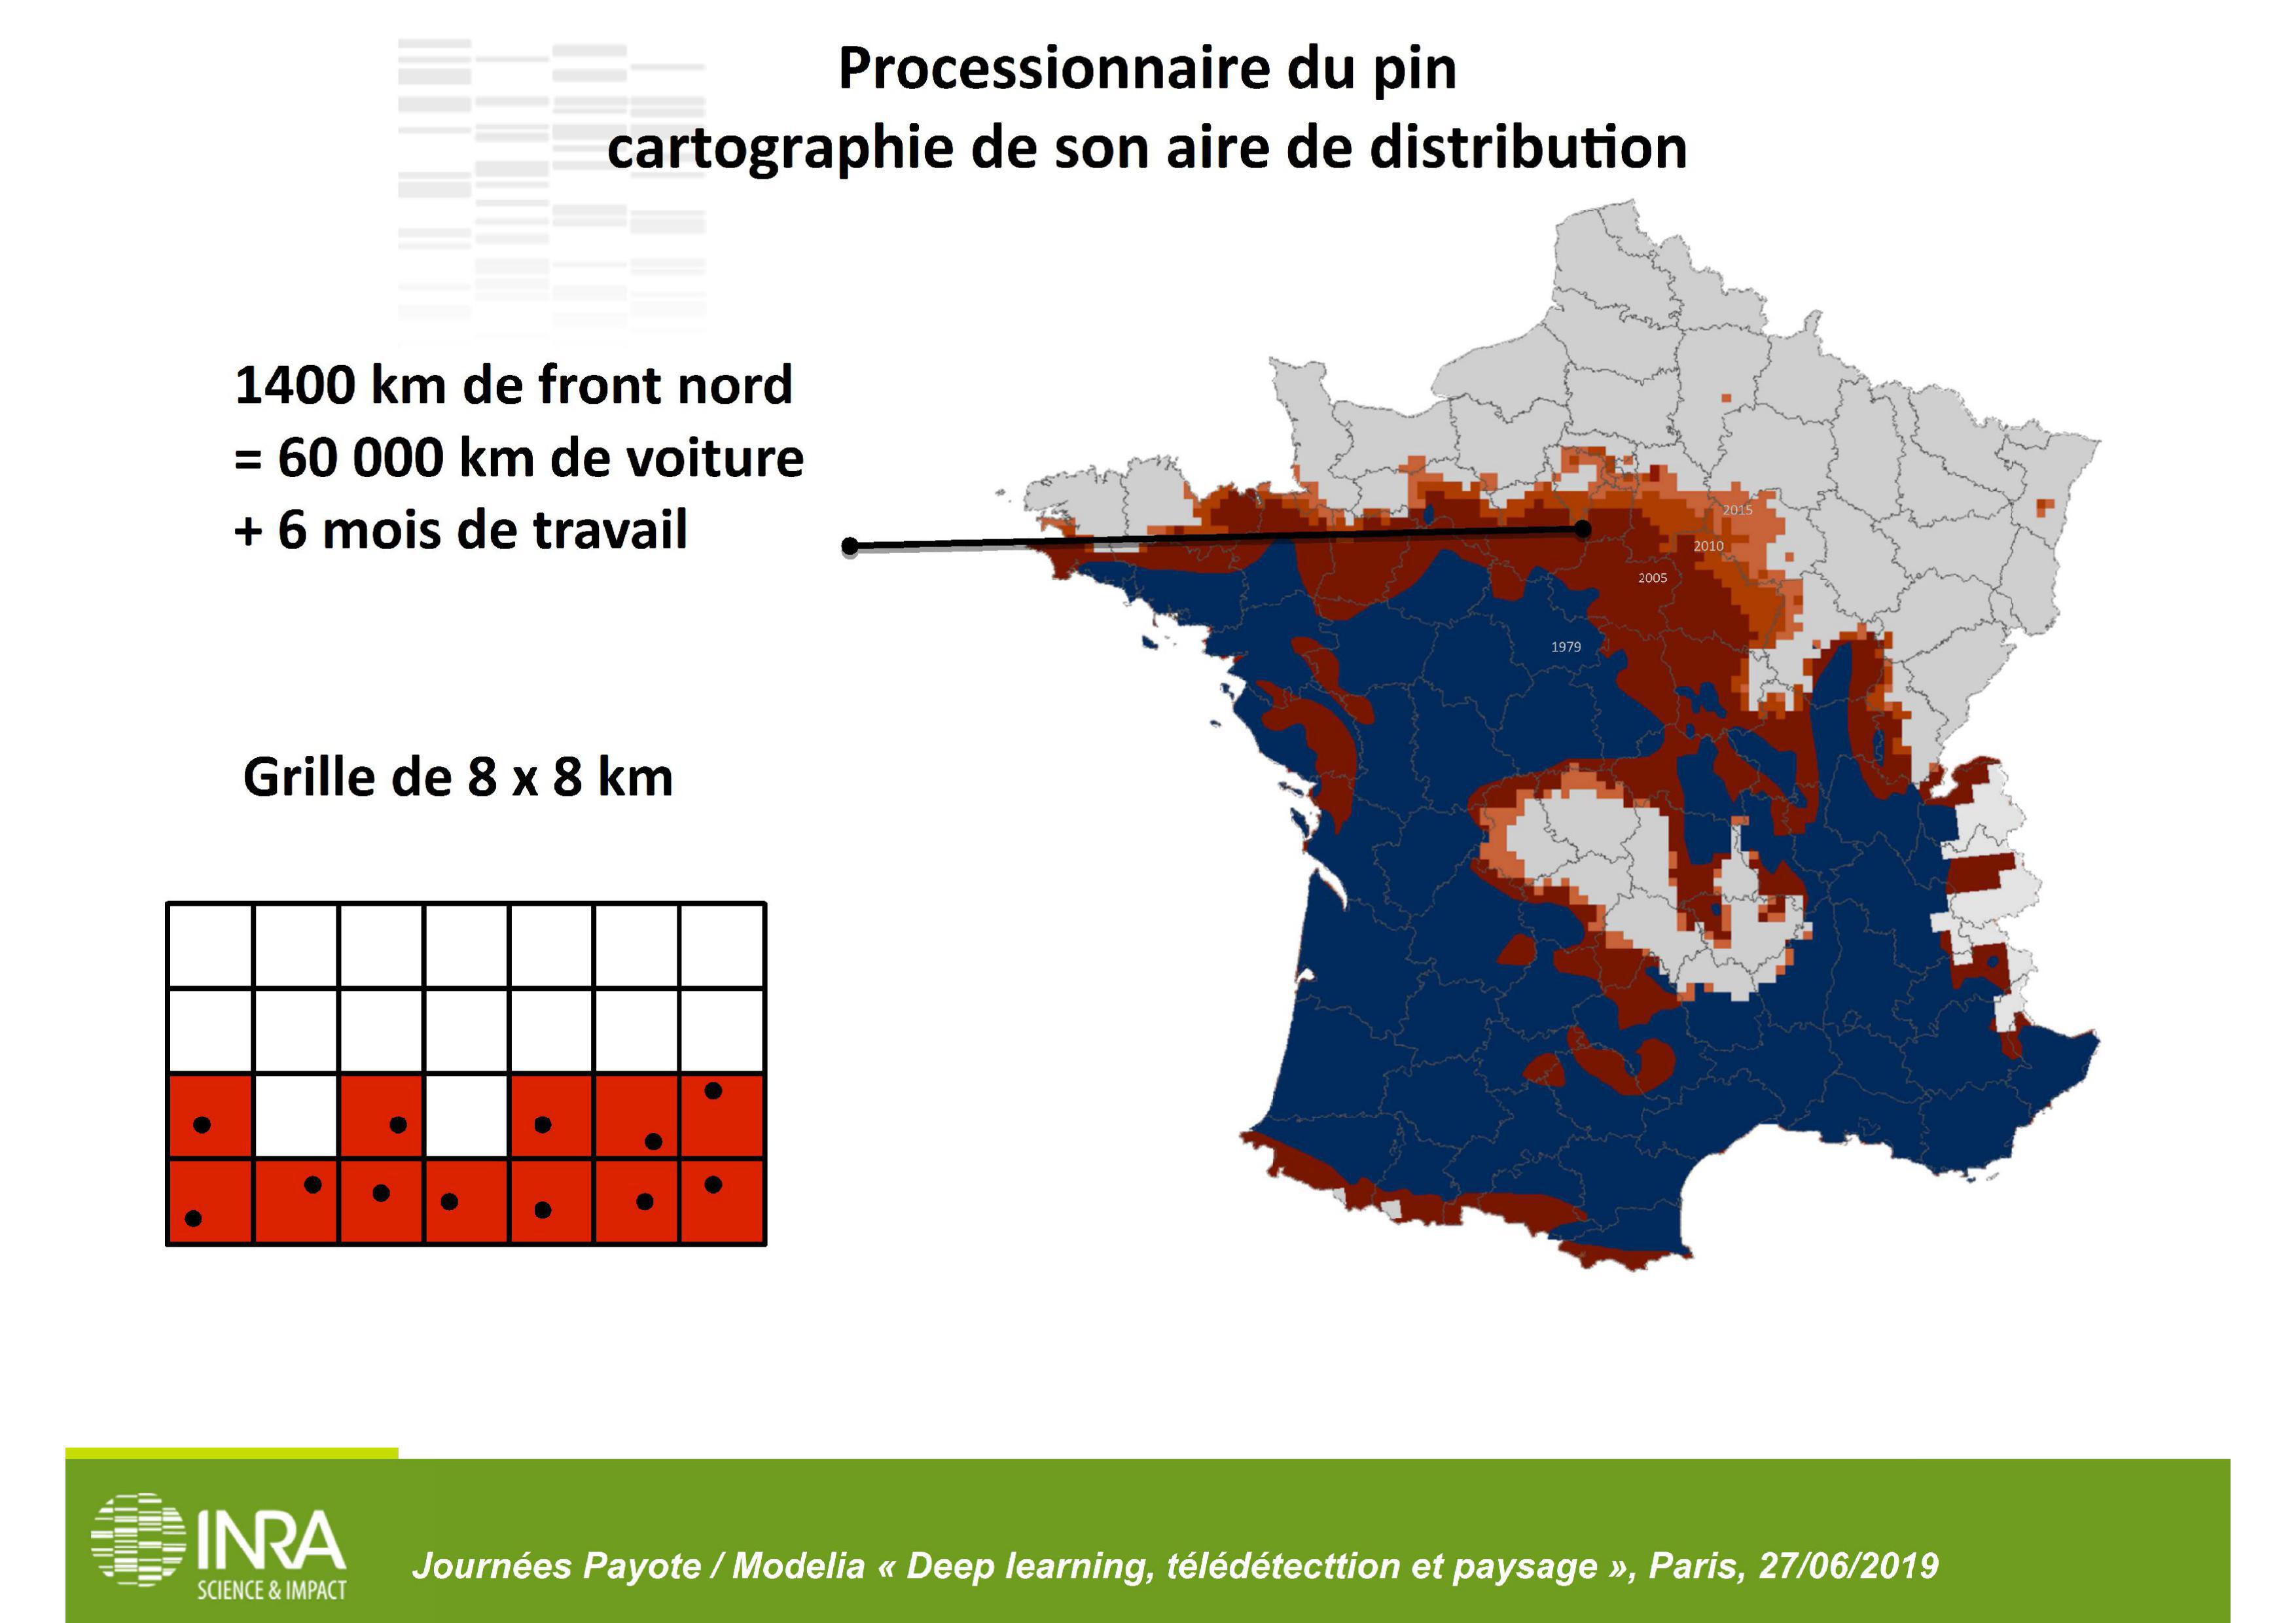 Processionnaire du pin
cartographie de son aire de distribution
1400 km de front nord
= 60 000 km de voiture
+ 6 mois de travail
2015
2010
2005
1979
Grille de 8 x 8 km
INRA
SCIENCE & IMPACT
Journées Payote / Modelia « Deep learning, télédétecttion et paysage », Paris, 27/06/2019